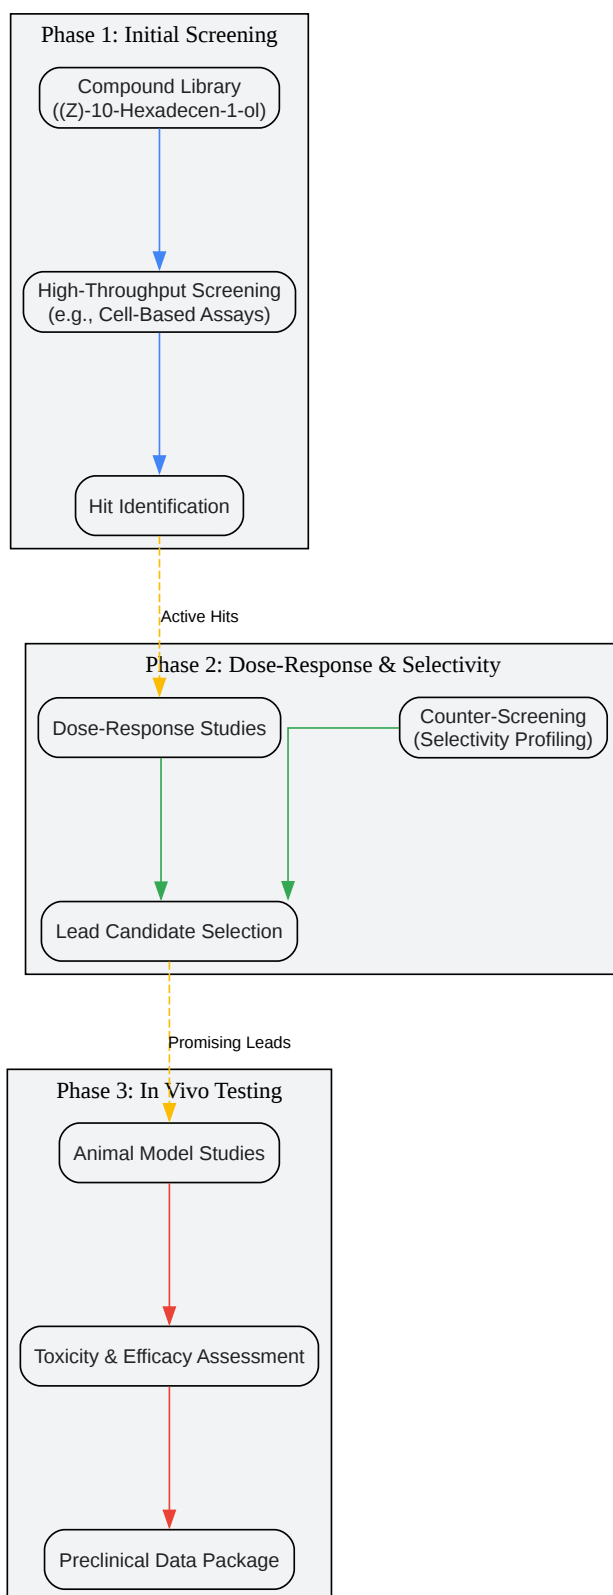 Phase 1: Initial Screening
Compound Library
((Z)-10-Hexadecen-1-ol)
High-Throughput Screening
(e.g., Cell-Based Assays)
Hit Identification
Active Hits
Phase 2: Dose-Response & Selectivity
Dose-Response Studies
Counter-Screening
(Selectivity Profiling)
Lead Candidate Selection
Promising Leads
Phase 3: In Vivo Testing
Animal Model Studies
Toxicity & Efficacy Assessment
Preclinical Data Package